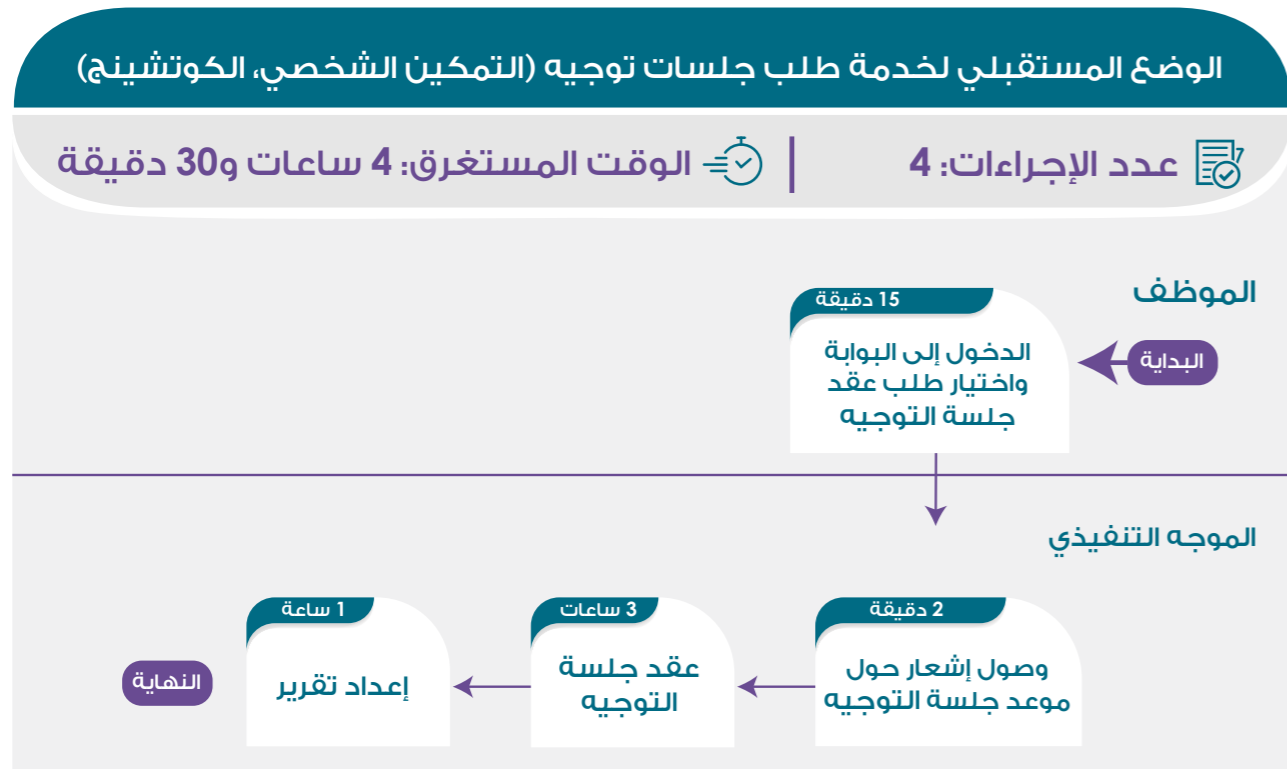 الوضع المستقبلي لخدمة طلب جلسات توجيه (التمكين الشخصي، الكوتشينج)
عدد الإجراءات: 4
الوقت المستغرق: 4 ساعات و30 دقيقة
الموظف
البداية
15 دقيقة
الدخول إلى البوابة
واختيار طلب عقد
جلسة التوجيه
الموجه التنفيذي
2 دقيقة
وصول إشعار حول
موعد جلسة التوجيه
3 ساعات
عقد جلسة
التوجيه
1 ساعة
إعداد تقرير
النهاية